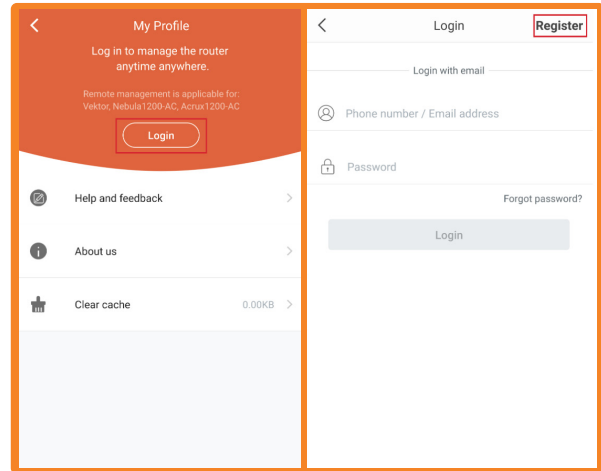 My Profile
Log in to manage the router
anytime anywhere.
Remote management is applicable for:
Vektor, Nebula1200-AC, Acrux1200-AC
Login
Help and feedback
About us
Clear cache
0.00KB
Login
Register
Login with email
Phone number / Email address
Password
Forgot password?
Login